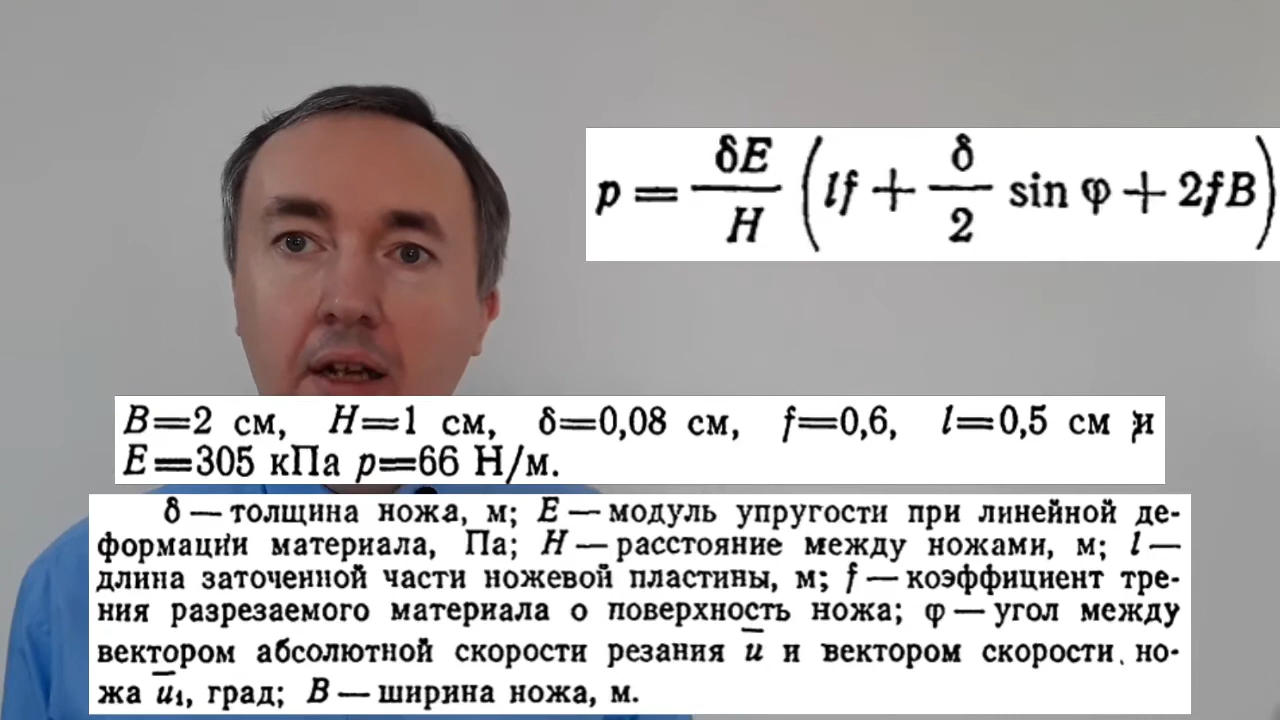 p = δE/H (lf + δ/2 sin φ + 2fB)
B=2 см, H=1 см, δ=0,08 см, f=0,6, l=0,5 см и
E=305 кПа p=66 Н/м.
δ — толщина ножа, м; E — модуль упругости при линейной де-
формации материала, Па; H — расстояние между ножами, м; l —
длина заточенной части ножевой пластины, м; f — коэффициент тре-
ния разрезаемого материала о поверхность ножа; φ — угол между
вектором абсолютной скорости резания u̅ и вектором скорости но-
жа u̅₁, град; B — ширина ножа, м.